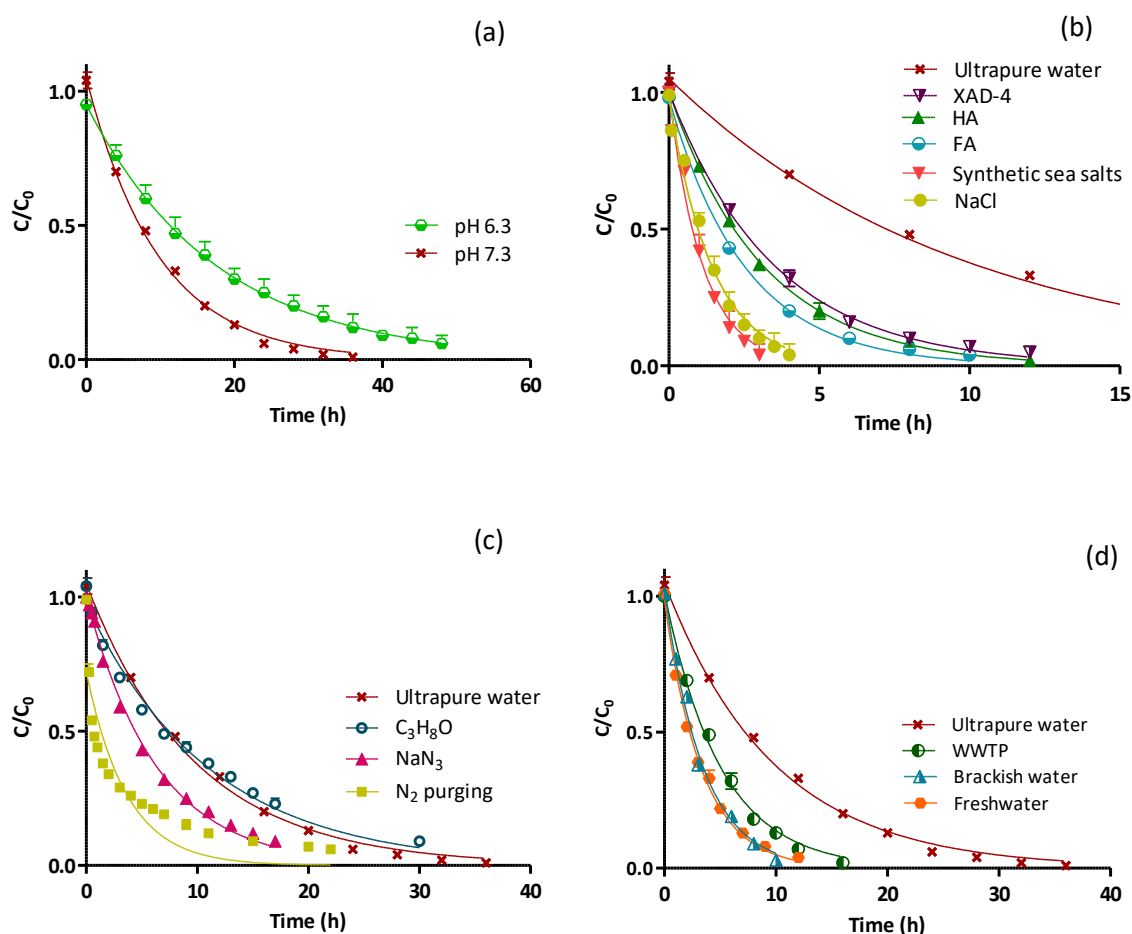 (a)
C/C₀
1.0
0.5
0.0
0 20 40 60
Time (h)
pH 6.3
pH 7.3
(b)
C/C₀
1.0
0.5
0.0
0 5 10 15
Time (h)
Ultrapure water
XAD-4
HA
FA
Synthetic sea salts
NaCl
(c)
C/C₀
1.0
0.5
0.0
0 10 20 30 40
Time (h)
Ultrapure water
C₃H₈O
NaN₃
N₂ purging
(d)
C/C₀
1.0
0.5
0.0
0 10 20 30 40
Time (h)
Ultrapure water
WWTP
Brackish water
Freshwater